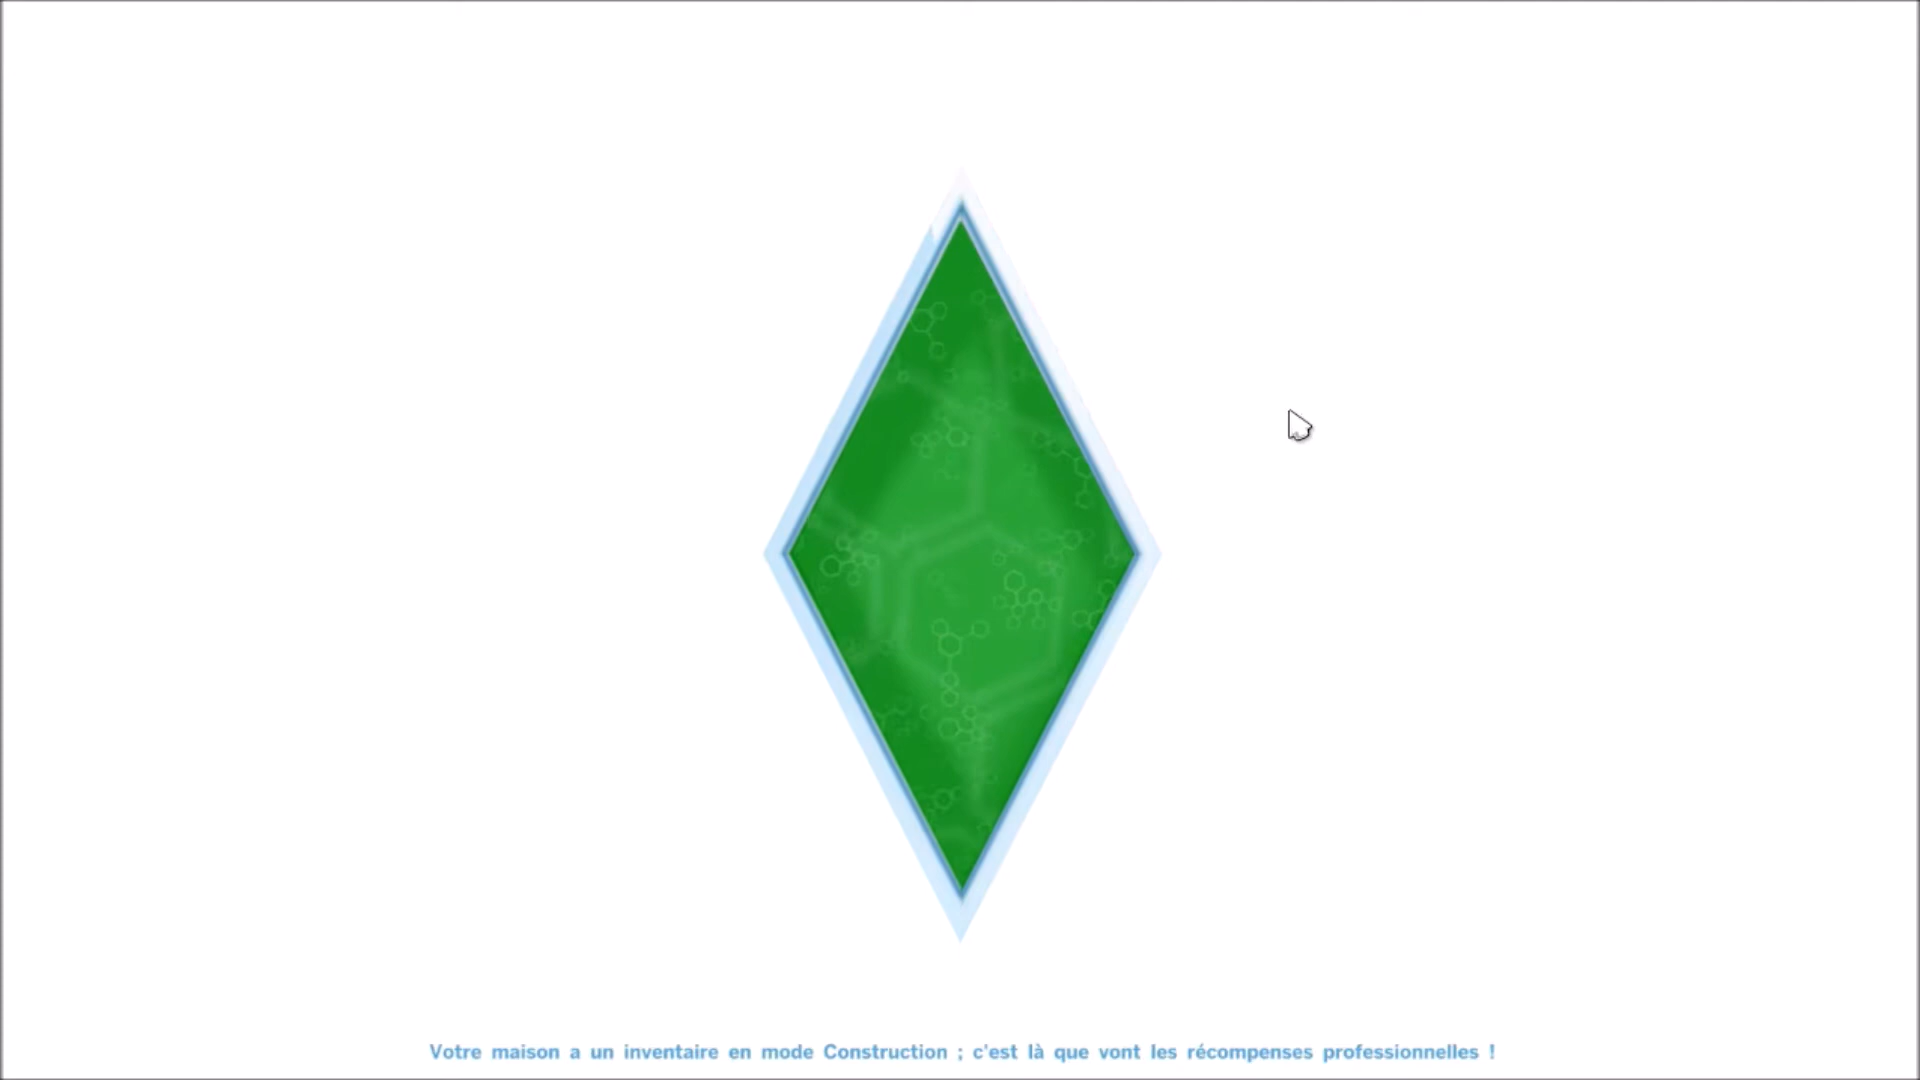 Votre maison a un inventaire en mode Construction ; c'est là que vont les récompenses professionnelles !